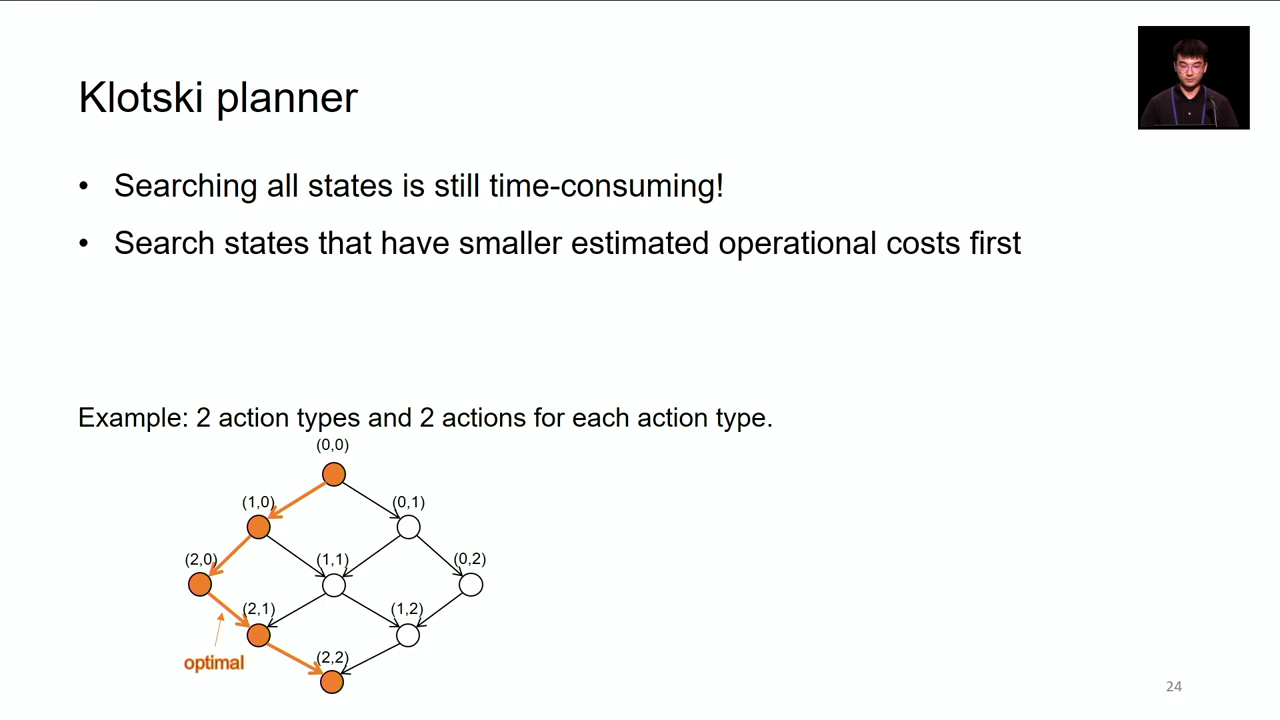 Klotski planner
• Searching all states is still time-consuming!
• Search states that have smaller estimated operational costs first
Example: 2 action types and 2 actions for each action type.
(0,0)
(1,0)
(0,1)
(2,0)
(1,1)
(0,2)
(2,1)
(1,2)
optimal
(2,2)
24